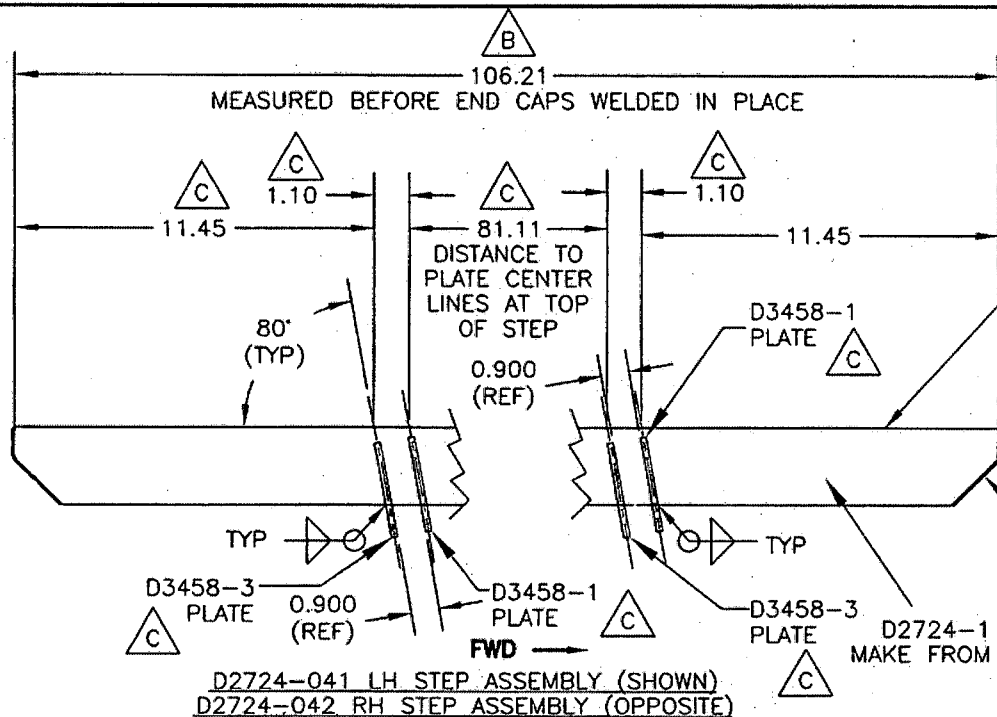 B
106.21
MEASURED BEFORE END CAPS WELDED IN PLACE
C
C
C
C
1.10
1.10
11.45
81.11
11.45
DISTANCE TO
PLATE CENTER
LINES AT TOP
OF STEP
80°
(TYP)
0.900
(REF)
D3458-1
PLATE
C
TYP
TYP
D3458-3
PLATE
C
0.900
(REF)
D3458-1
PLATE
C
D3458-3
PLATE
C
D2724-1
MAKE FROM
FWD
D2724-041 LH STEP ASSEMBLY (SHOWN)
D2724-042 RH STEP ASSEMBLY (OPPOSITE)